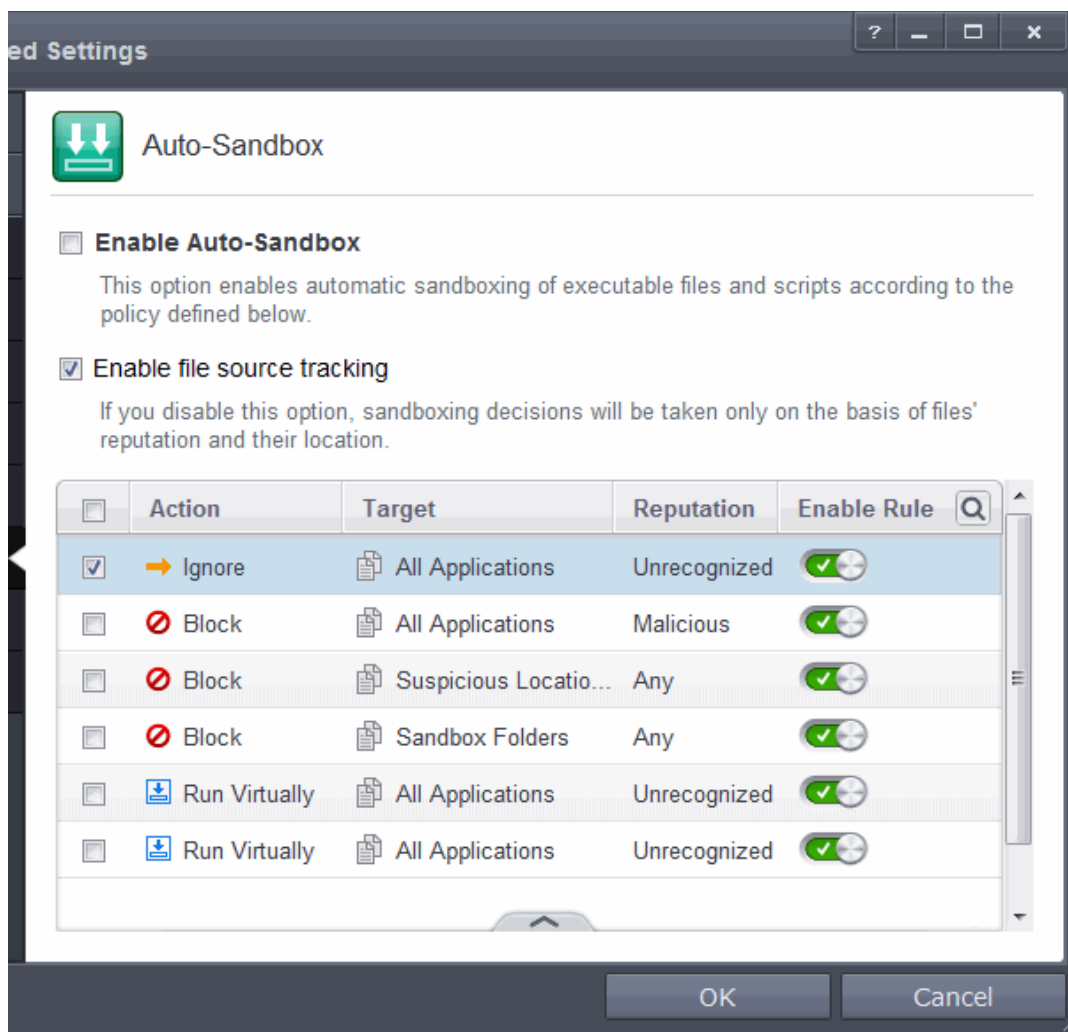 ed Settings
?
Auto-Sandbox
Enable Auto-Sandbox
This option enables automatic sandboxing of executable files and scripts according to the
policy defined below.
Enable file source tracking
If you disable this option, sandboxing decisions will be taken only on the basis of files'
reputation and their location.
Action Target Reputation Enable Rule
Ignore All Applications Unrecognized
Block All Applications Malicious
Block Suspicious Locatio... Any
Block Sandbox Folders Any
Run Virtually All Applications Unrecognized
Run Virtually All Applications Unrecognized
OK Cancel